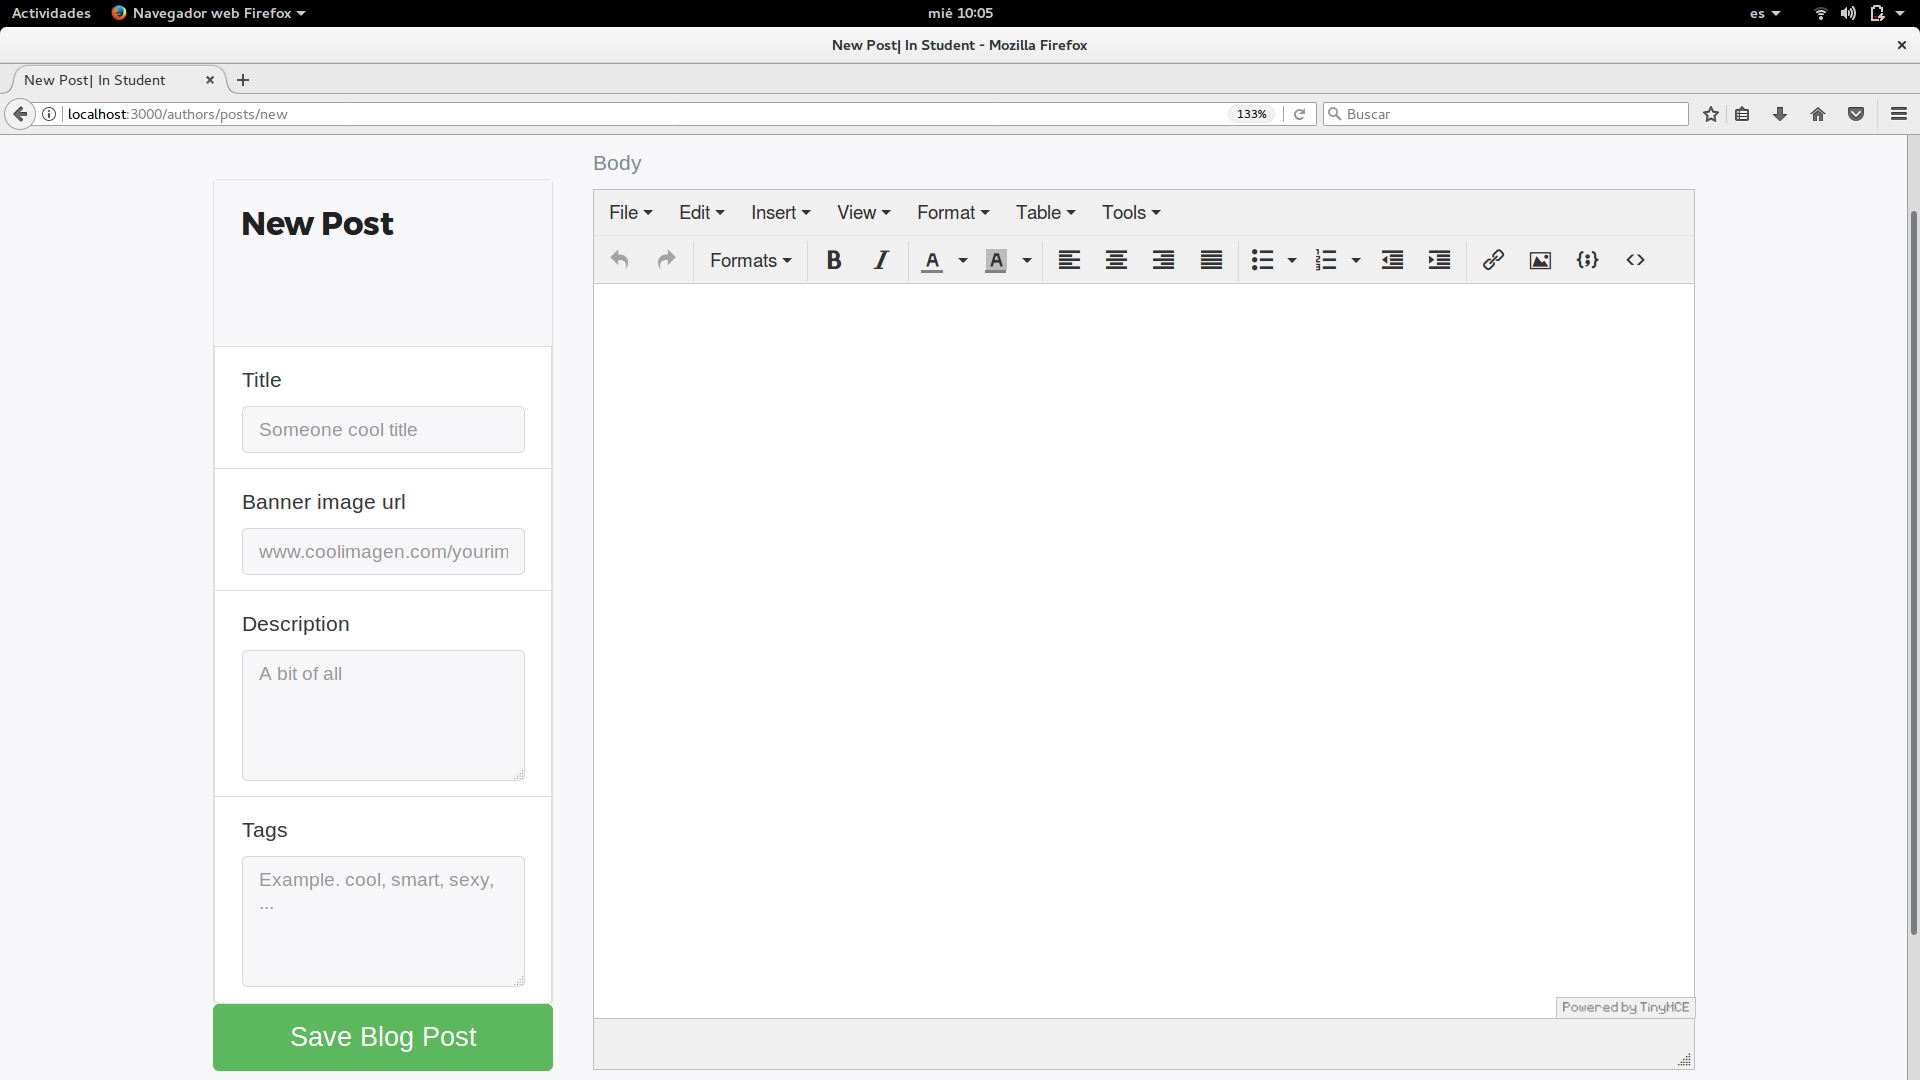 Actividades Navegador web Firefox mié 10:05 es
New Post| In Student - Mozilla Firefox
New Post| In Student
localhost:3000/authors/posts/new 133% Buscar
Body
New Post
File Edit Insert View Format Table Tools
Formats B I A A
Title
Someone cool title
Banner image url
www.coolimagen.com/yourim
Description
A bit of all
Tags
Example. cool, smart, sexy,
...
Powered by TinyMCE
Save Blog Post